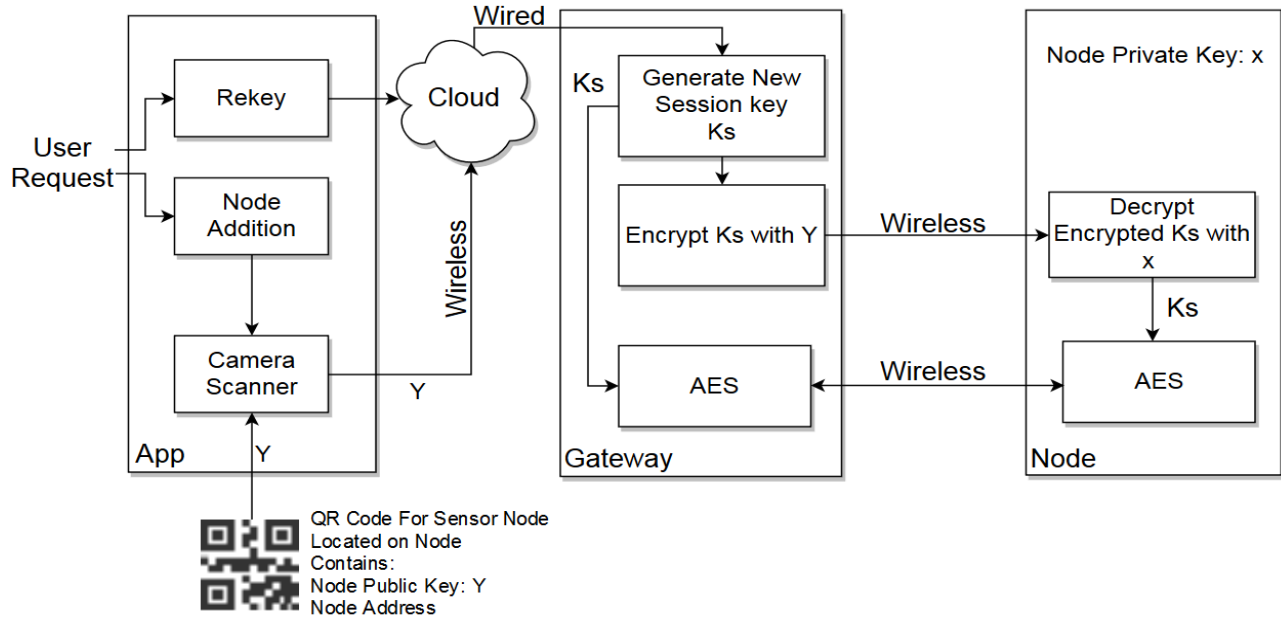 Wired
Node Private Key: x
Rekey
Cloud
Ks
Generate New
Session key
Ks
User
Request
Node
Addition
Wireless
Encrypt Ks with Y
Wireless
Decrypt
Encrypted Ks with
x
Ks
Camera
Scanner
Y
AES
Wireless
AES
App
Y
Gateway
Node
QR Code For Sensor Node
Located on Node
Contains:
Node Public Key: Y
Node Address